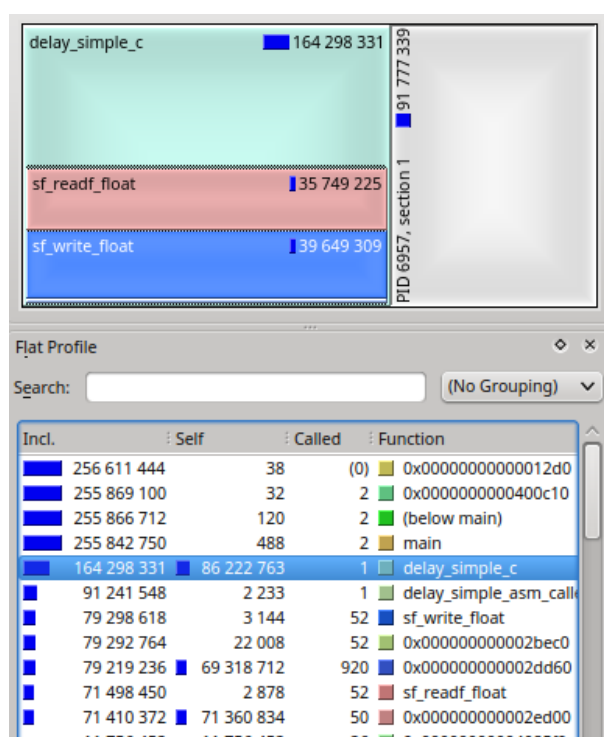 delay_simple_c 164 298 331
PID 6957, section 1 91 777 339
sf_readf_float 35 749 225
sf_write_float 39 649 309
Flat Profile
Search: (No Grouping)
Incl. Self Called Function
256 611 444 38 (0) 0x00000000000012d0
255 869 100 32 2 0x0000000000400c10
255 866 712 120 2 (below main)
255 842 750 488 2 main
164 298 331 86 222 763 1 delay_simple_c
91 241 548 2 233 1 delay_simple_asm_calle
79 298 618 3 144 52 sf_write_float
79 292 764 22 008 52 0x000000000002bec0
79 219 236 69 318 712 920 0x000000000002dd60
71 498 450 2 878 52 sf_readf_float
71 410 372 71 360 834 50 0x000000000002ed00